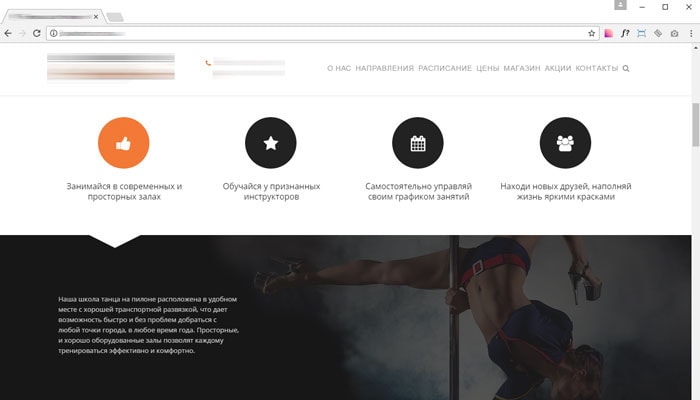 О НАС НАПРАВЛЕНИЯ РАСПИСАНИЕ ЦЕНЫ МАГАЗИН АКЦИИ КОНТАКТЫ
Занимайся в современных и
просторных залах
Обучайся у признанных
инструкторов
Самостоятельно управляй
своим графиком занятий
Находи новых друзей, наполняй
жизнь яркими красками
Наша школа танца на пилоне расположена в удобном
месте с хорошей транспортной развязкой, что дает
возможность быстро и без проблем добраться с
любой точки города, в любое время года. Просторные,
и хорошо оборудованные залы позволят каждому
тренироваться эффективно и комфортно.